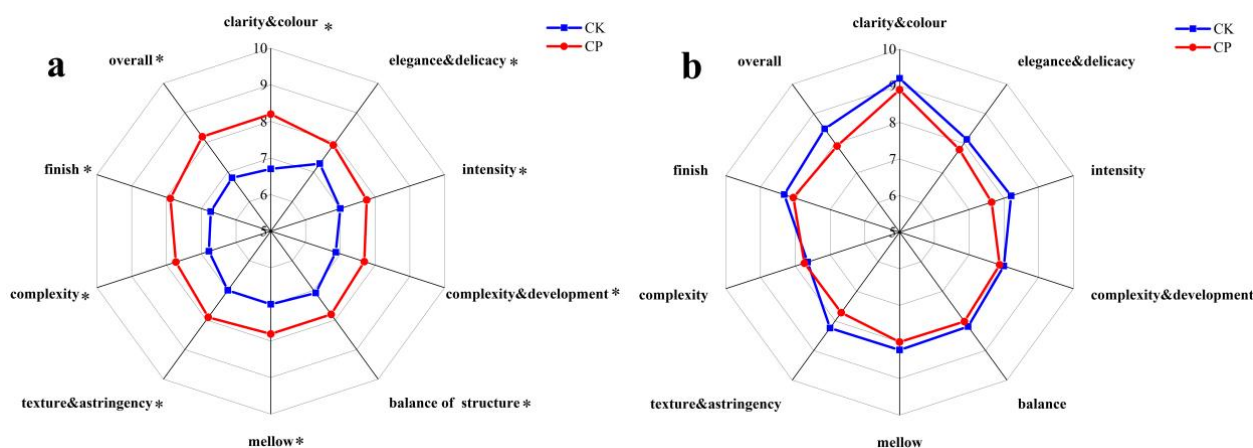 a
clarity&colour *
elegance&delicacy *
intensity *
complexity&development *
balance of structure *
mellow *
texture&astringency *
complexity *
finish *
overall *
10
9
8
7
6
5
CK
CP
b
clarity&colour
elegance&delicacy
intensity
complexity&development
balance
mellow
texture&astringency
complexity
finish
overall
10
9
8
7
6
5
CK
CP